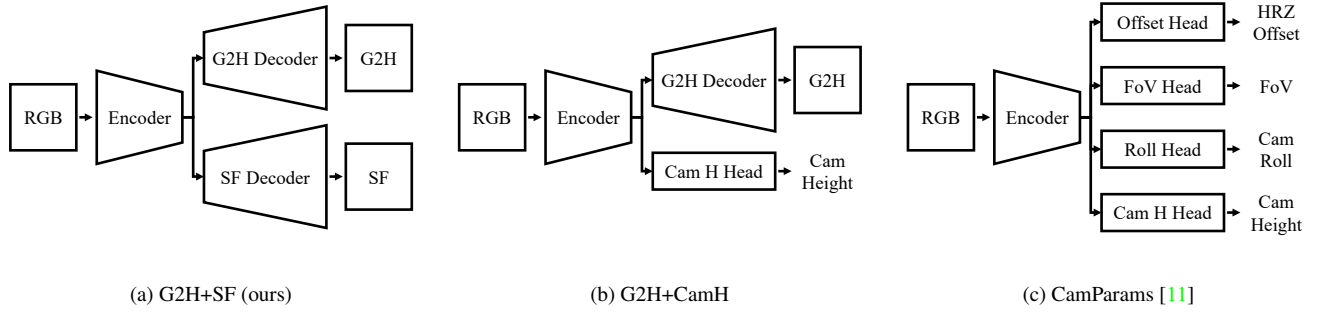 RGB
Encoder
G2H Decoder
G2H
SF Decoder
SF
(a) G2H+SF (ours)
RGB
Encoder
G2H Decoder
G2H
Cam H Head
Cam
Height
(b) G2H+CamH
RGB
Encoder
Offset Head
HRZ
Offset
FoV Head
FoV
Roll Head
Cam
Roll
Cam H Head
Cam
Height
(c) CamParams [11]